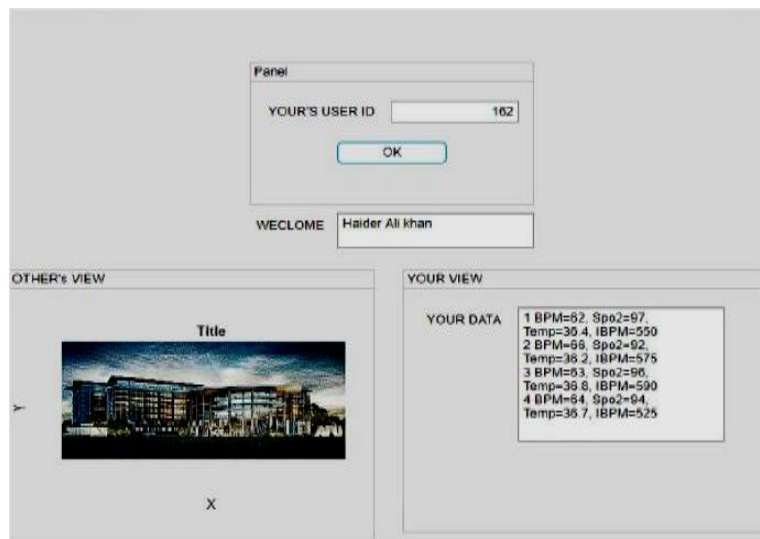 Panel
YOUR'S USER ID 162
OK
WECLOME Haider Ali khan
OTHER's VIEW
Title
Y
X
YOUR VIEW
YOUR DATA
1 BPM=62, Spo2=97,
Temp=36.4, IBPM=550
2 BPM=66, Spo2=92,
Temp=36.2, IBPM=575
3 BPM=63, Spo2=96,
Temp=36.8, IBPM=590
4 BPM=64, Spo2=94,
Temp=36.7, IBPM=525